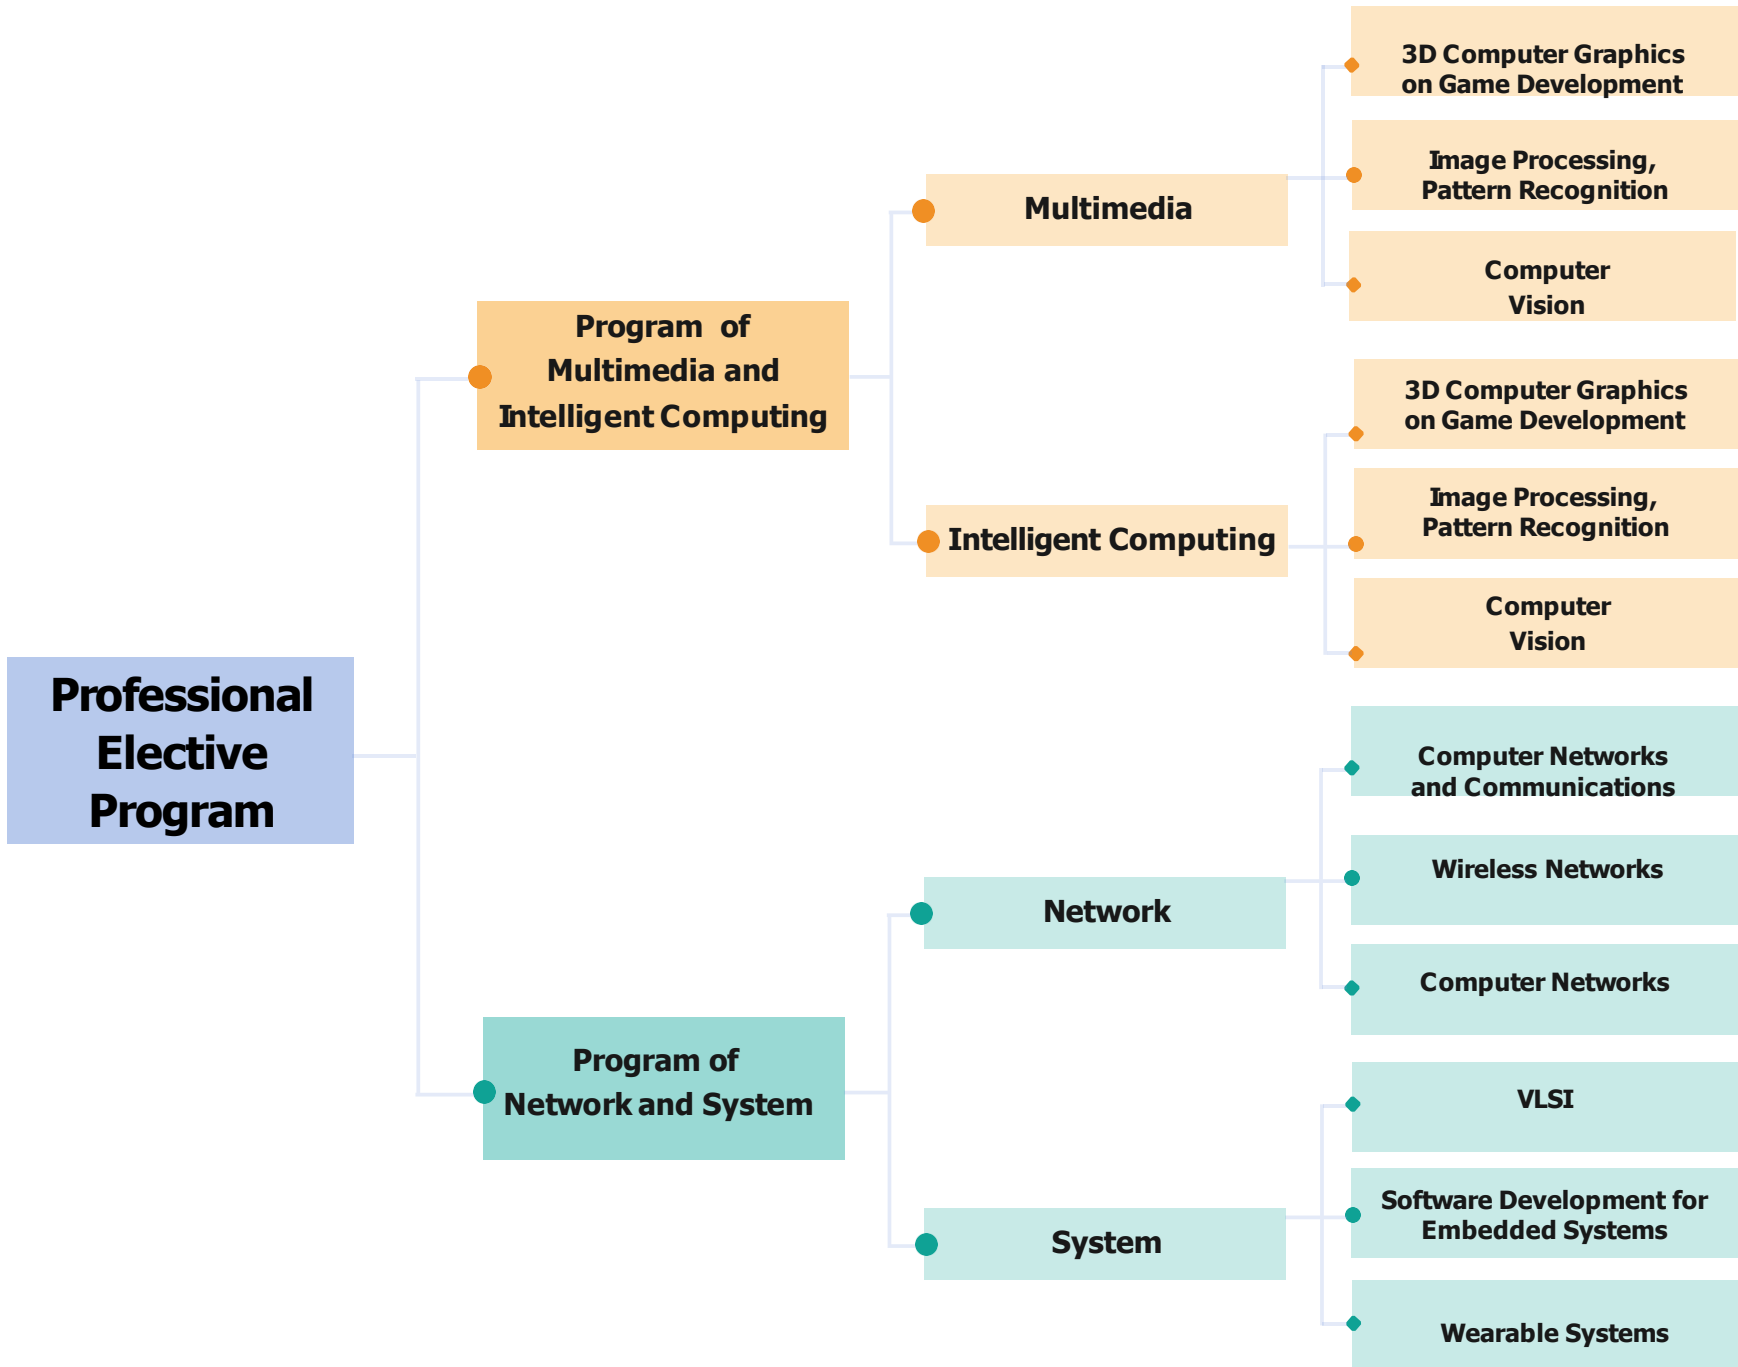 Professional
Elective
Program
Program of
Multimedia and
Intelligent Computing
Multimedia
3D Computer Graphics
on Game Development
Image Processing,
Pattern Recognition
Computer
Vision
Intelligent Computing
3D Computer Graphics
on Game Development
Image Processing,
Pattern Recognition
Computer
Vision
Program of
Network and System
Network
Computer Networks
and Communications
Wireless Networks
Computer Networks
System
VLSI
Software Development for
Embedded Systems
Wearable Systems